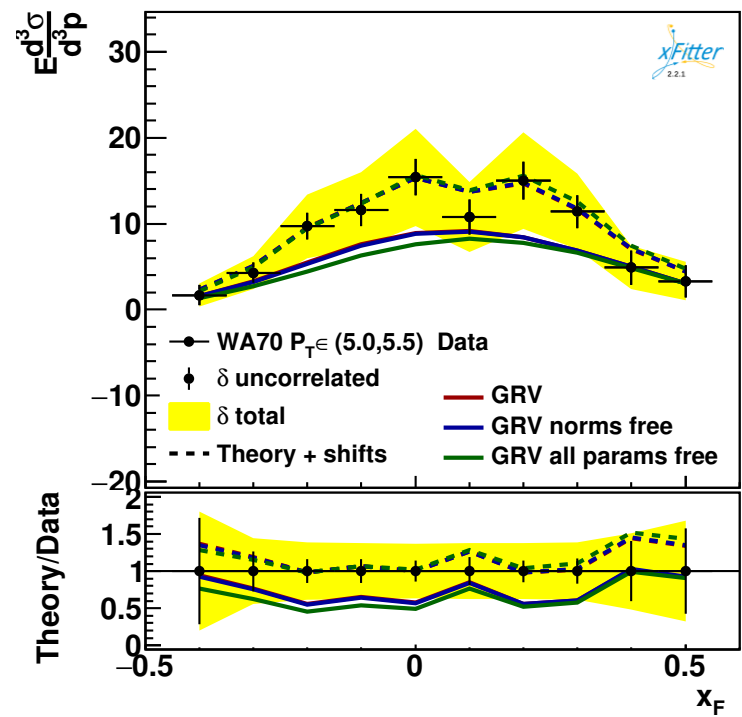 E d³σ/d³p
30
20
10
0
−10
−20
xFitter
2.2.1
WA70 P_T ∈ (5.0,5.5) Data
δ uncorrelated
δ total
Theory + shifts
GRV
GRV norms free
GRV all params free
Theory/Data
2
1.5
1
0.5
0
−0.5
0
0.5
x_F